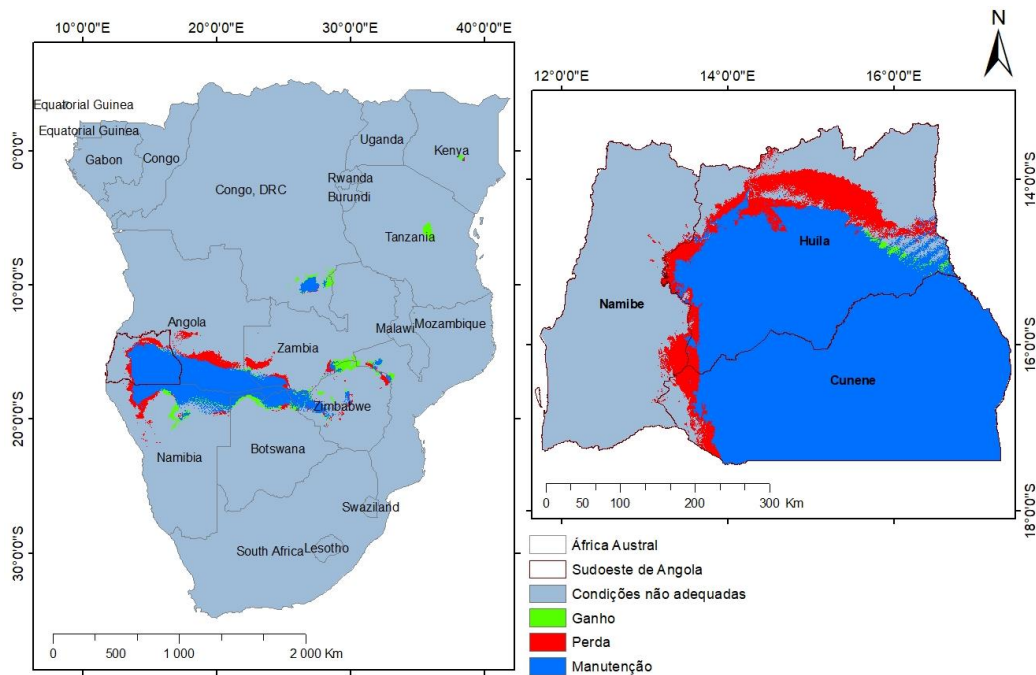 10°0'0"E 20°0'0"E 30°0'0"E 40°0'0"E
0°0'0"
10°0'0"S
20°0'0"S
30°0'0"S
Equatorial Guinea
Equatorial Guinea
Gabon
Congo
Congo, DRC
Uganda
Kenya
Rwanda
Burundi
Tanzania
Angola
Zambia
Malawi
Mozambique
Zimbabwe
Namibia
Botswana
Swaziland
South Africa
Lesotho
0 500 1 000 2 000 Km
N
12°0'0"E 14°0'0"E 16°0'0"E
14°0'0"S
16°0'0"S
18°0'0"S
Huila
Namibe
Cunene
0 50 100 200 300 Km
África Austral
Sudoeste de Angola
Condições não adequadas
Ganho
Perda
Manutenção